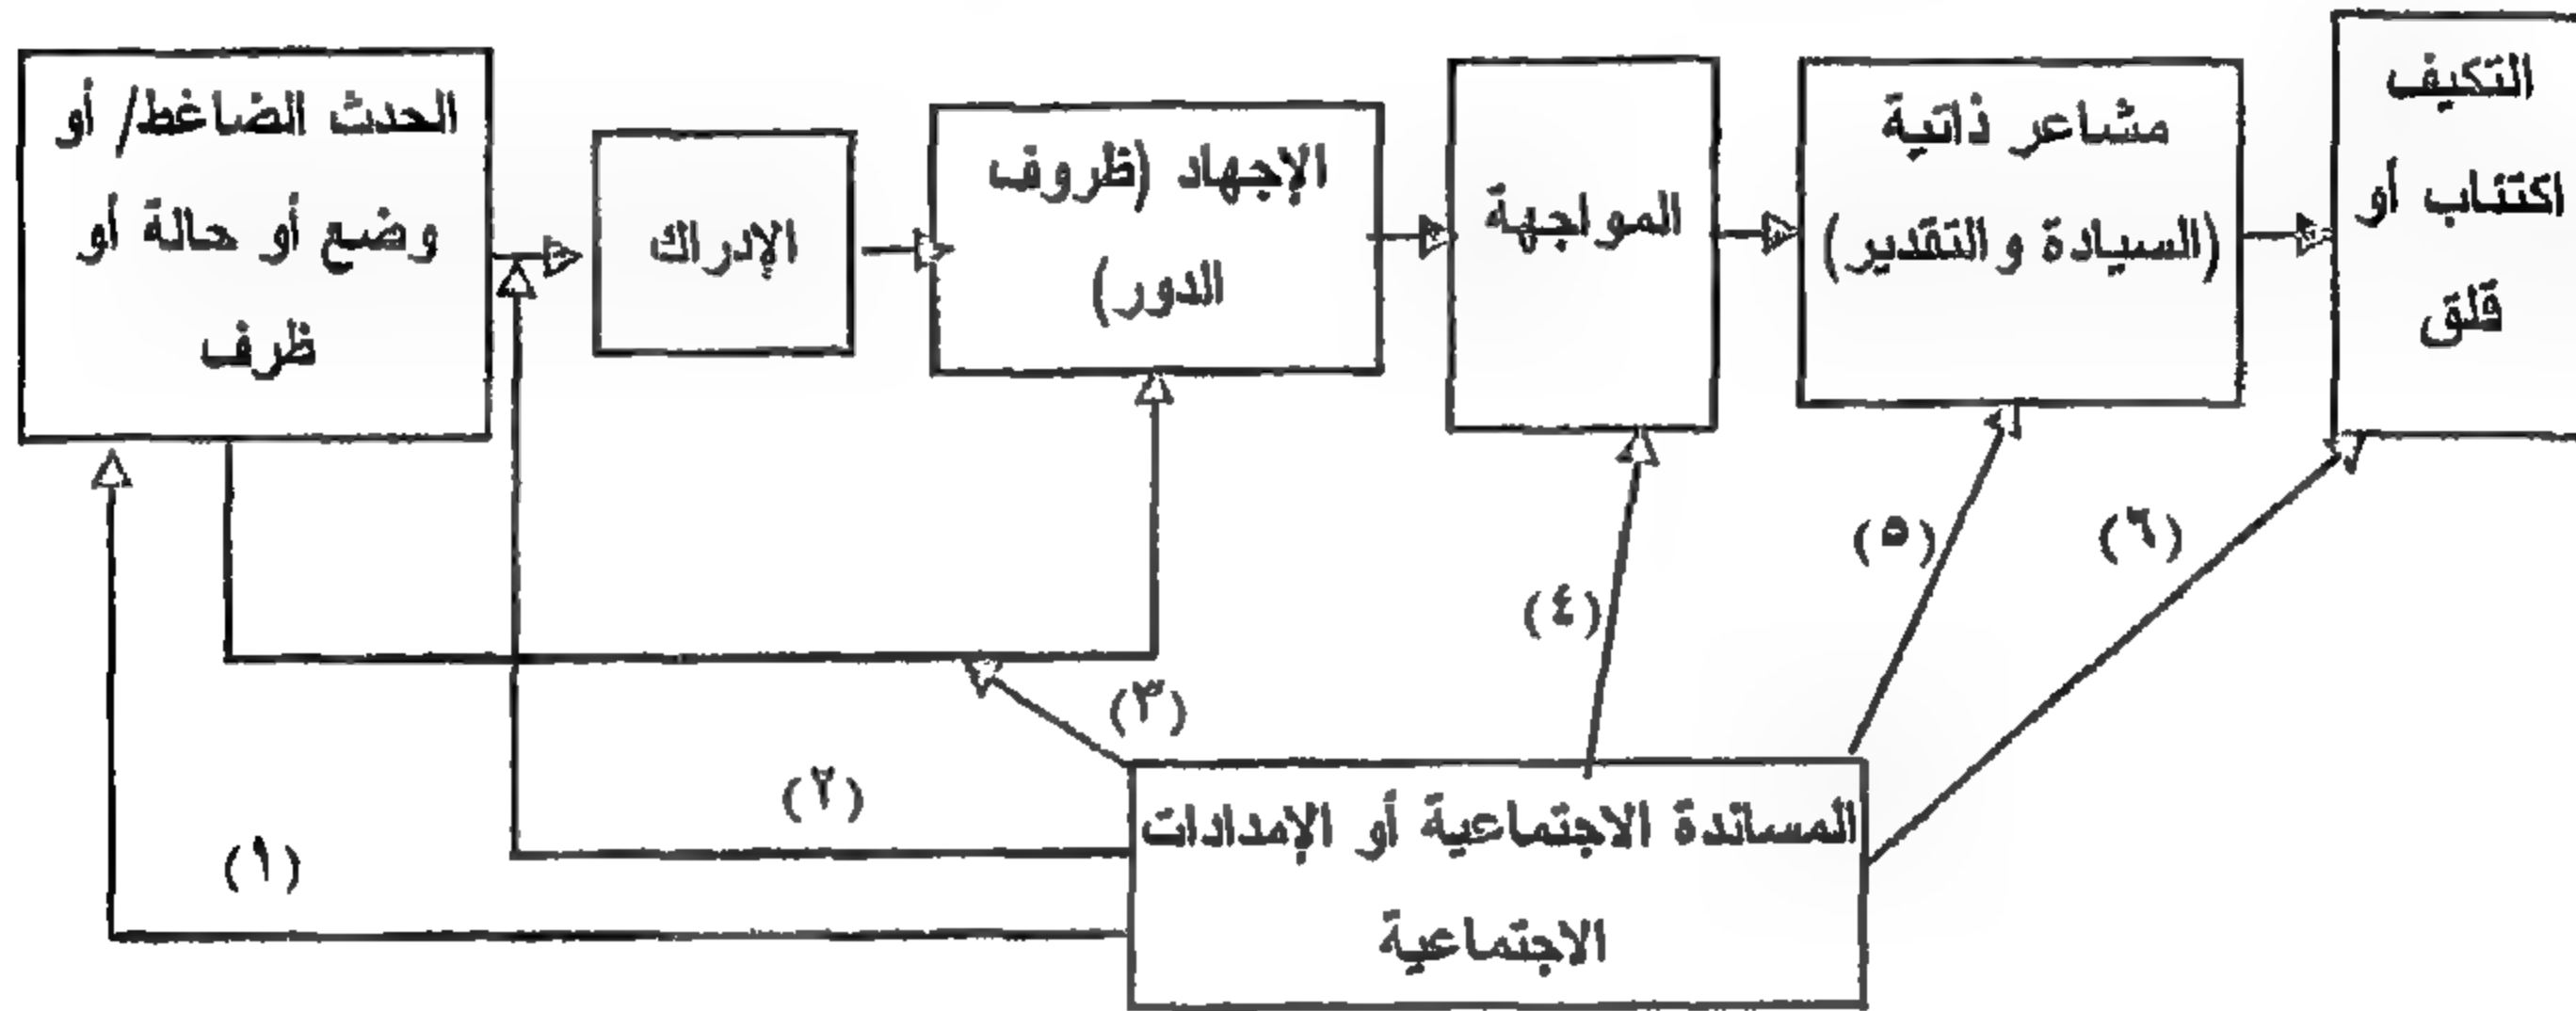 الحدث الضاغط/ أو
وضع أو حالة أو
ظرف
الإدراك
الإجهاد (ظروف
الدور)
المواجهة
مشاعر ذاتية
(السيادة والتقدير)
التكيف
اكتئاب أو
قلق
(١)
(٢)
(٣)
(٤)
(٥)
(٦)
المساندة الاجتماعية أو الإمدادات
الاجتماعية